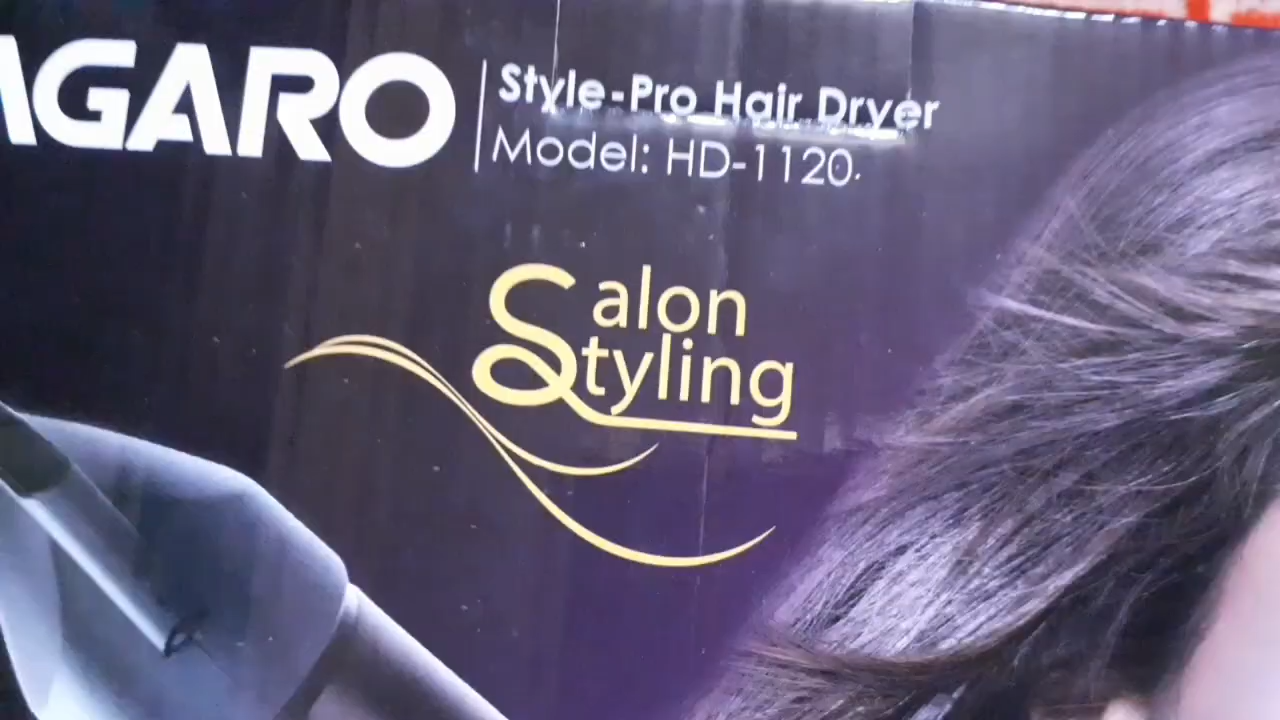 AGARO
Style-Pro Hair Dryer
Model: HD-1120.
Salon
Styling